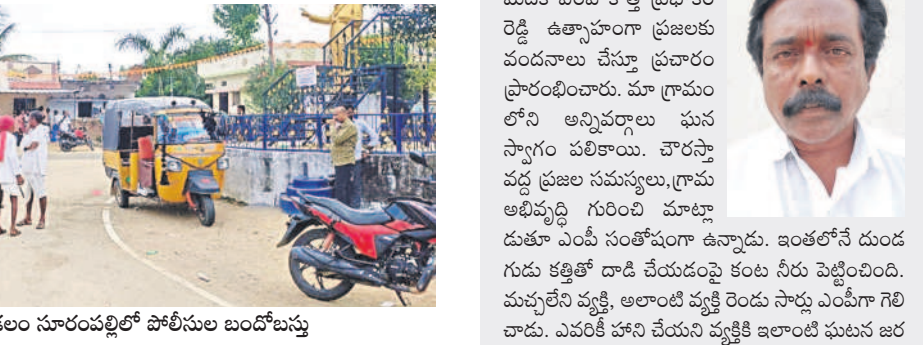 డలం సూరంపల్లిలో పోలీసుల బందోబస్తు
రెడ్డి ఉత్సాహంగా ప్రజలకు
వందనాలు చేస్తూ ప్రచారం
ప్రారంభించారు. మా గ్రామం
లోని అన్నివర్గాలు ఘన
స్వాగం పలికాయి. చౌరస్తా
వద్ద ప్రజల సమస్యలు,గ్రామ
అభివృద్ధి గురించి మాట్లా
డుతూ ఎంపీ సంతోషంగా ఉన్నాడు. ఇంతలోనే దుండ
గుడు కత్తితో దాడి చేయడంపై కంట నీరు పెట్టించింది.
మచ్చలేని వ్యక్తి, అలాంటి వ్యక్తి రెండు సార్లు ఎంపీగా గెలి
చాడు. ఎవరికీ హాని చేయని వ్యక్తికి ఇలాంటి ఘటన జర